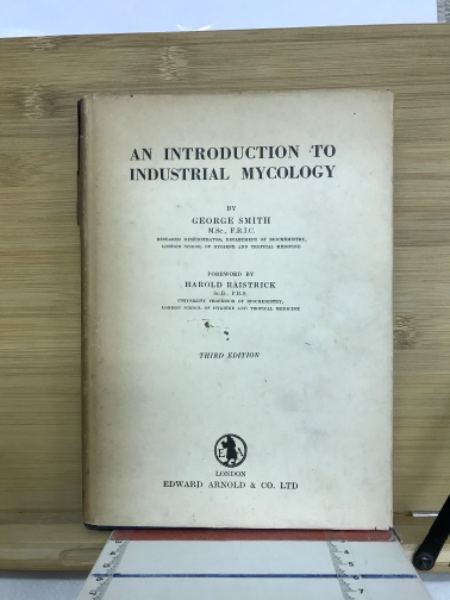 AN INTRODUCTION TO
INDUSTRIAL MYCOLOGY
BY
GEORGE SMITH
M.Sc., F.R.I.C.
RESEARCH DEMONSTRATOR, DEPARTMENT OF BIOCHEMISTRY,
LONDON SCHOOL OF HYGIENE AND TROPICAL MEDICINE
FOREWORD BY
HAROLD RAISTRICK
Sc.D., F.R.S.
UNIVERSITY PROFESSOR OF BIOCHEMISTRY,
LONDON SCHOOL OF HYGIENE AND TROPICAL MEDICINE
THIRD EDITION
E A
LONDON
EDWARD ARNOLD & CO. LTD